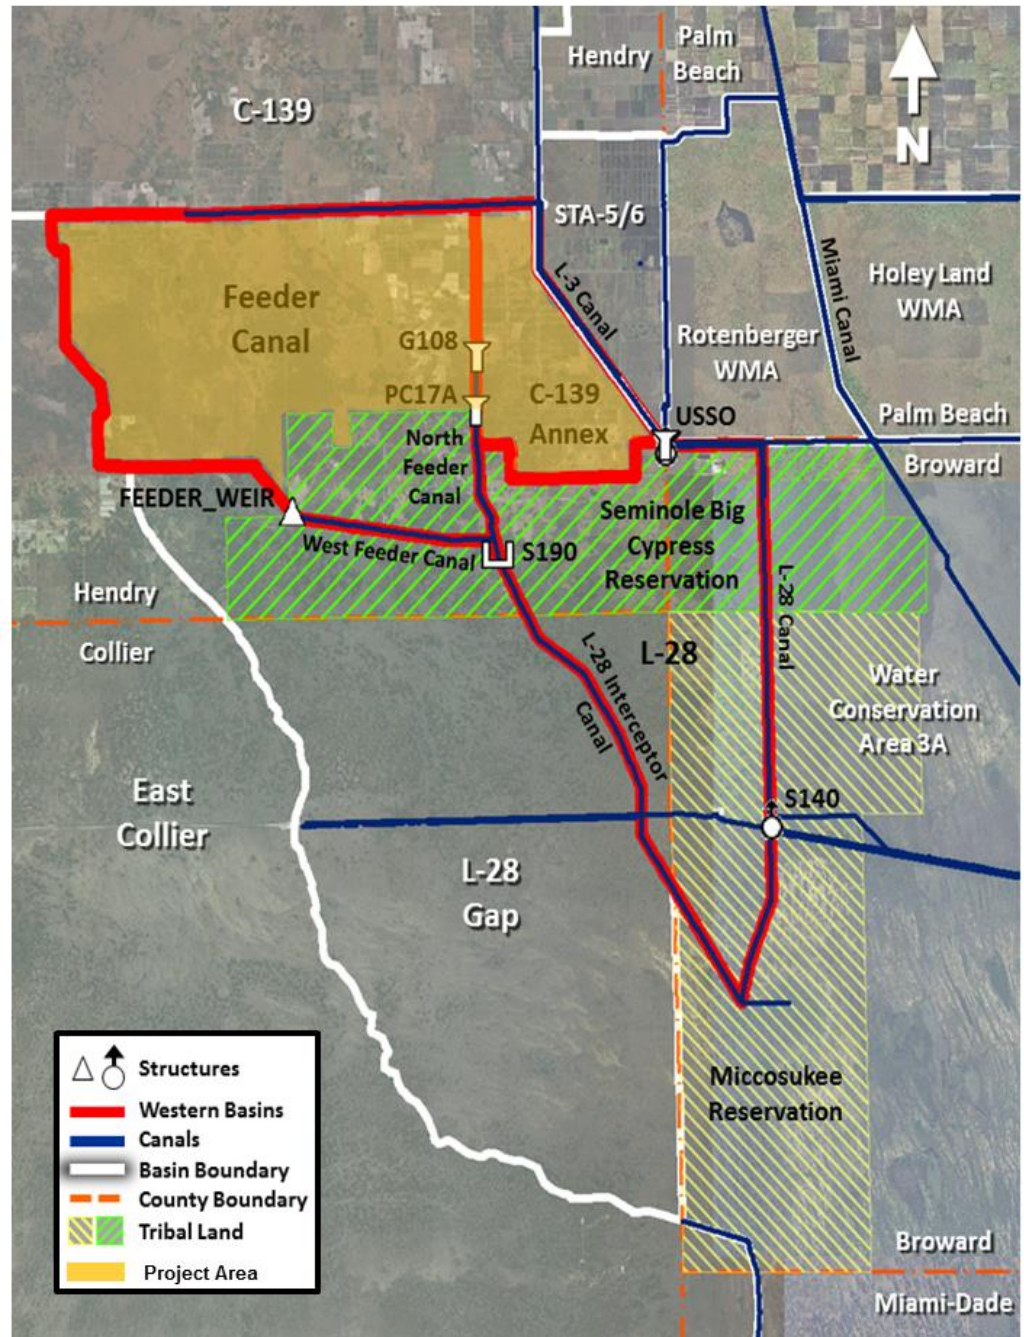 Hendry
Palm
Beach
C-139
N
STA-5/6
L-3 Canal
Miami Canal
Holey Land
WMA
Feeder
Canal
G108
Rotenberger
WMA
PC17A
C-139
Annex
USSO
Palm Beach
Broward
North
Feeder
Canal
FEEDER_WEIR
West Feeder Canal
S190
Seminole Big
Cypress
Reservation
Hendry
Collier
L-28 Canal
L-28
L-28 Interceptor
Canal
Water
Conservation
Area 3A
East
Collier
S140
L-28
Gap
Miccosukee
Reservation
Structures
Western Basins
Canals
Basin Boundary
County Boundary
Tribal Land
Project Area
Broward
Miami-Dade